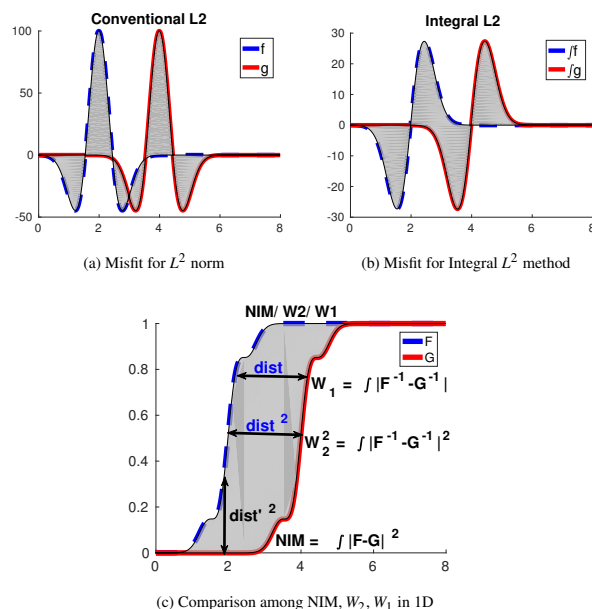 Conventional L2
f
g
100
50
0
-50
0
2
4
6
8
(a) Misfit for L² norm
Integral L2
∫f
∫g
30
20
10
0
-10
-20
-30
0
2
4
6
8
(b) Misfit for Integral L² method
NIM/ W2/ W1
F
G
1
0.8
0.6
0.4
0.2
0
dist
W₁ = ∫|F⁻¹-G⁻¹|
dist ²
W₂² = ∫|F⁻¹-G⁻¹|²
dist' ²
NIM = ∫|F-G| ²
0
2
4
6
8
(c) Comparison among NIM, W₂, W₁ in 1D